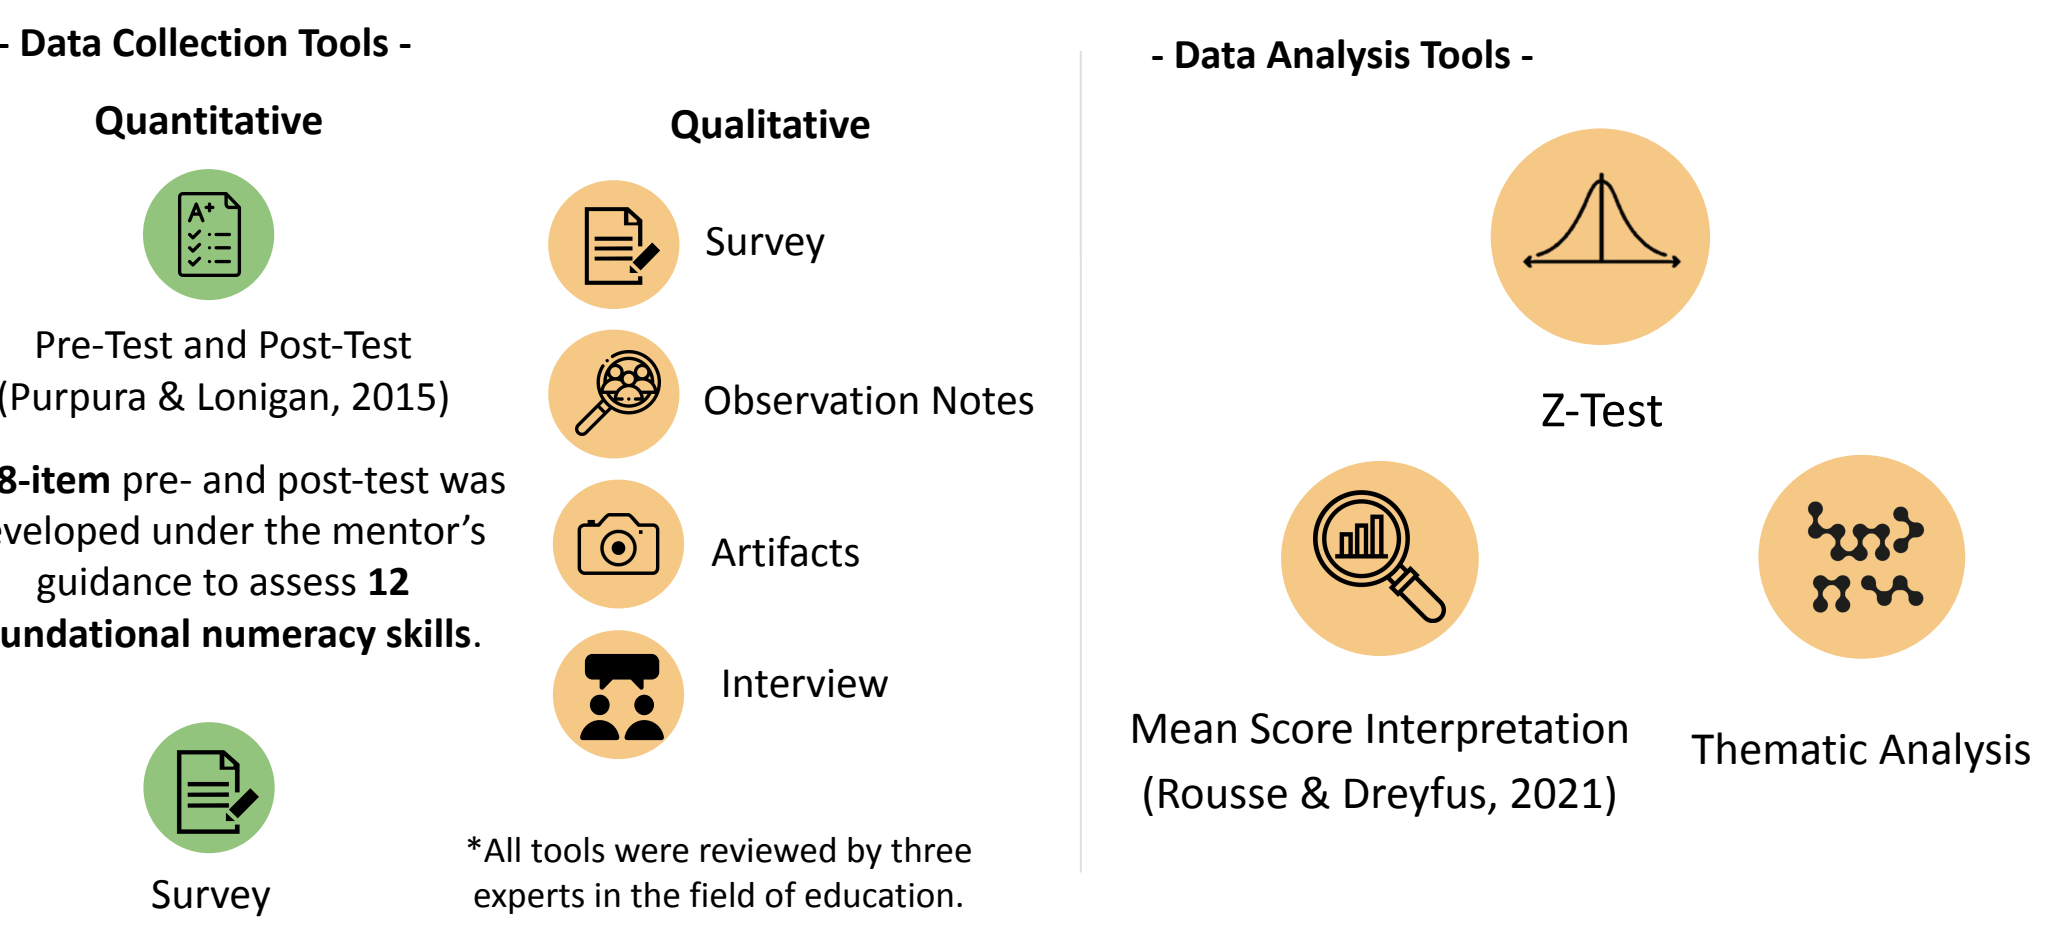 - Data Collection Tools -
Quantitative
A+
Pre-Test and Post-Test
(Purpura & Lonigan, 2015)
8-item pre- and post-test was
eveloped under the mentor’s
guidance to assess 12
undational numeracy skills.
Survey
Qualitative
Survey
Observation Notes
Artifacts
Interview
*All tools were reviewed by three
experts in the field of education.
- Data Analysis Tools -
Z-Test
Mean Score Interpretation
(Rousse & Dreyfus, 2021)
Thematic Analysis